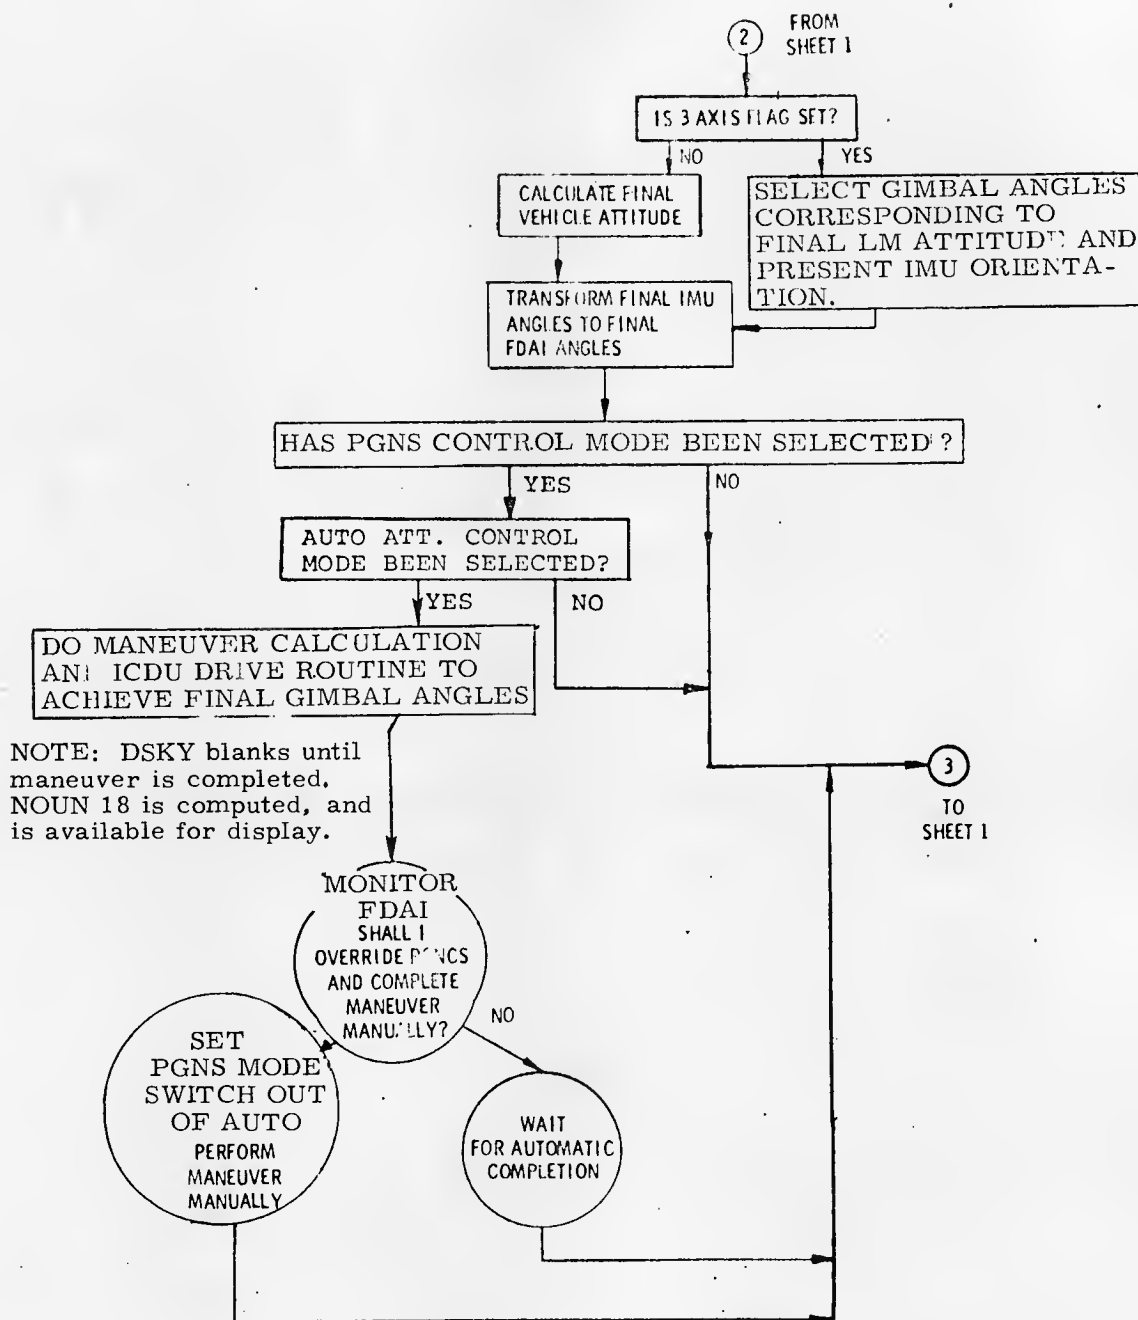 2
FROM
SHEET 1
IS 3 AXIS FLAG SET?
NO
YES
CALCULATE FINAL
VEHICLE ATTITUDE
SELECT GIMBAL ANGLES
CORRESPONDING TO
FINAL LM ATTITUDE AND
PRESENT IMU ORIENTA-
TION.
TRANSFORM FINAL IMU
ANGLES TO FINAL
FDAI ANGLES
HAS PGNS CONTROL MODE BEEN SELECTED ?
YES
NO
AUTO ATT. CONTROL
MODE BEEN SELECTED?
YES
NO
DO MANEUVER CALCULATION
AND ICDU DRIVE ROUTINE TO
ACHIEVE FINAL GIMBAL ANGLES
NOTE: DSKY blanks until
maneuver is completed.
NOUN 18 is computed, and
is available for display.
3
TO
SHEET 1
MONITOR
FDAI
SHALL I
OVERRIDE PGNCS
AND COMPLETE
MANEUVER
MANUALLY?
NO
SET
PGNS MODE
SWITCH OUT
OF AUTO
PERFORM
MANEUVER
MANUALLY
WAIT
FOR AUTOMATIC
COMPLETION